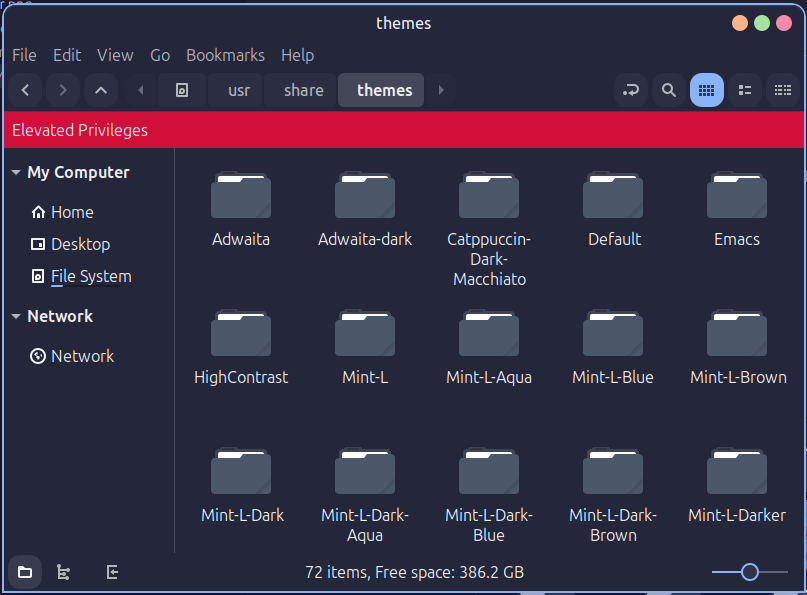 themes
File Edit View Go Bookmarks Help
usr share themes
Elevated Privileges
My Computer
Home
Desktop
File System
Network
Network
Adwaita
Adwaita-dark
Catppuccin-
Dark-
Macchiato
Default
Emacs
HighContrast
Mint-L
Mint-L-Aqua
Mint-L-Blue
Mint-L-Brown
Mint-L-Dark
Mint-L-Dark-
Aqua
Mint-L-Dark-
Blue
Mint-L-Dark-
Brown
Mint-L-Darker
72 items, Free space: 386.2 GB